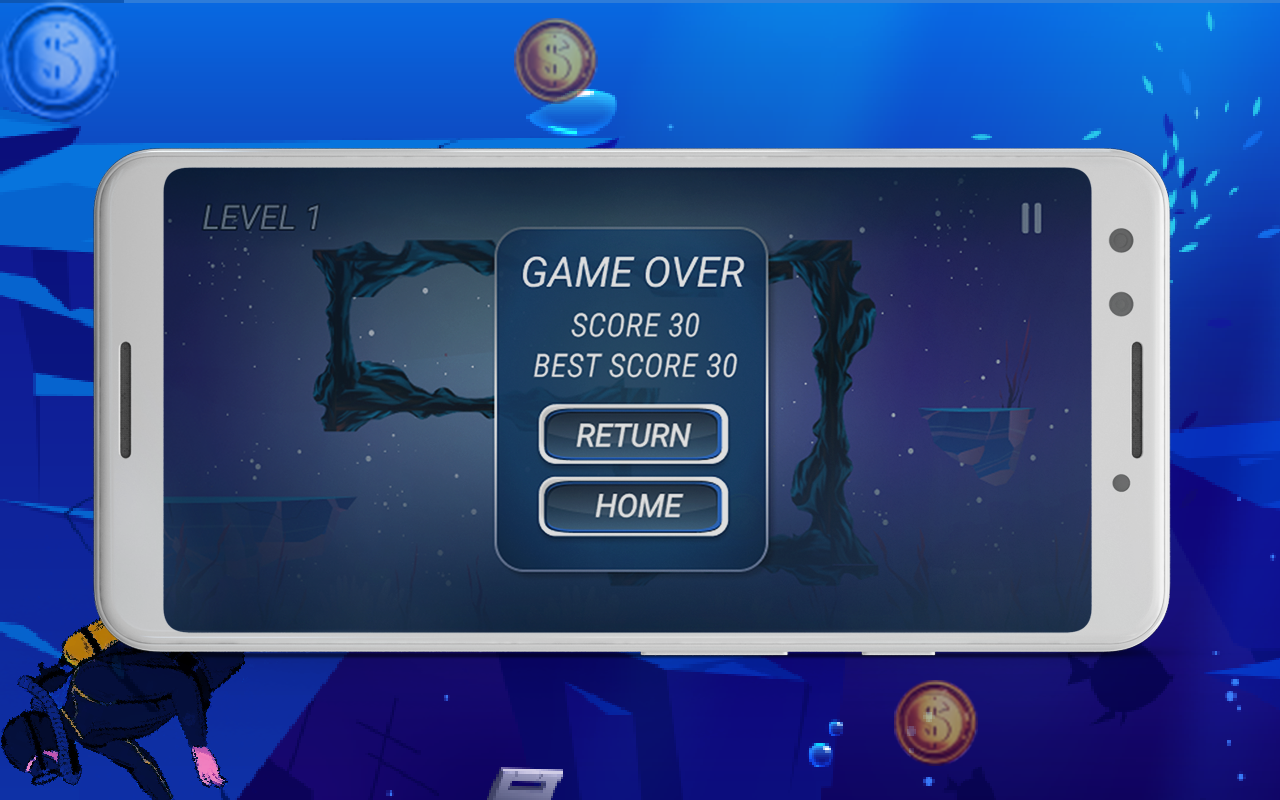 $
$
LEVEL 1
GAME OVER
SCORE 30
BEST SCORE 30
RETURN
HOME
$